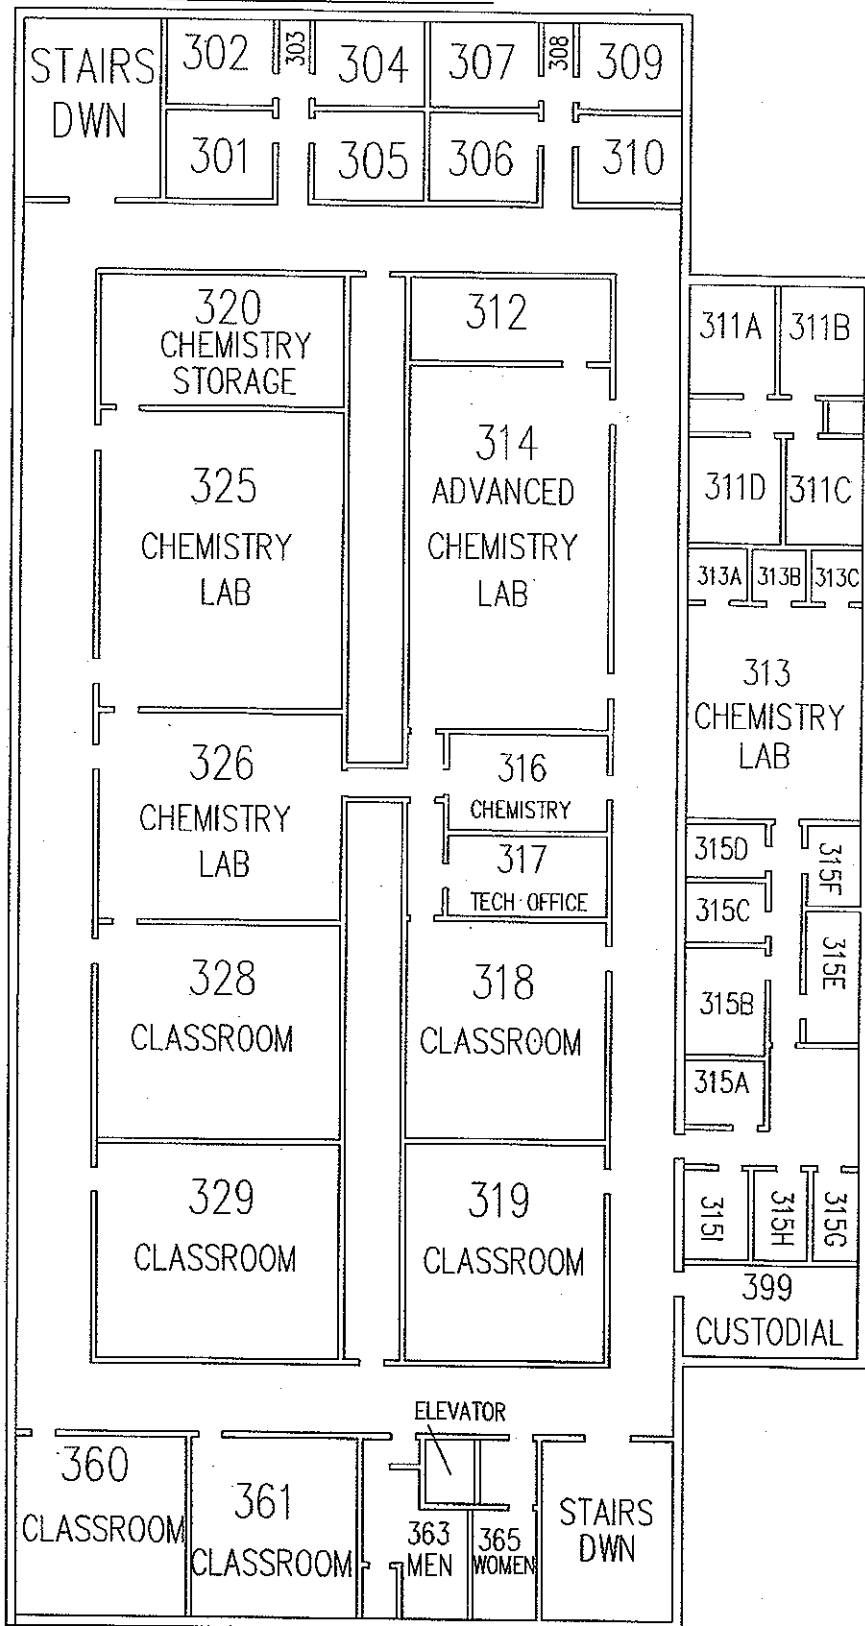 STAIRS
DWN
302
303
304
307
308
309
301
305
306
310
320
CHEMISTRY
STORAGE
312
311A
311B
325
CHEMISTRY
LAB
314
ADVANCED
CHEMISTRY
LAB
311D
311C
313A
313B
313C
313
CHEMISTRY
LAB
326
CHEMISTRY
LAB
316
CHEMISTRY
317
TECH OFFICE
315D
315F
315C
315E
315B
315A
328
CLASSROOM
318
CLASSROOM
329
CLASSROOM
319
CLASSROOM
315I
315H
315G
399
CUSTODIAL
ELEVATOR
360
CLASSROOM
361
CLASSROOM
363
MEN
365
WOMEN
STAIRS
DWN